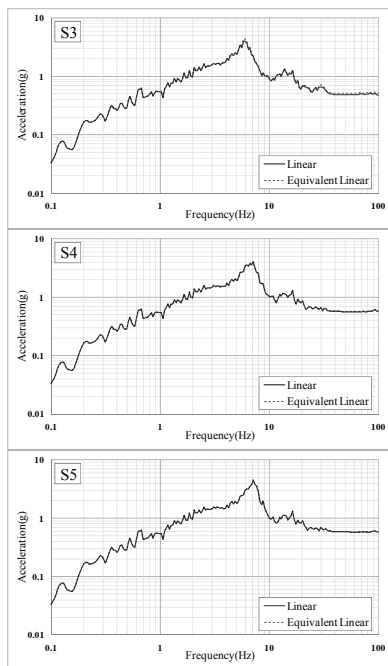 S3
Acceleration(g)
10
1
0.1
0.01
Linear
Equivalent Linear
0.1
1
10
100
Frequency(Hz)
S4
Acceleration(g)
10
1
0.1
0.01
Linear
Equivalent Linear
0.1
1
10
100
Frequency(Hz)
S5
Acceleration(g)
10
1
0.1
0.01
Linear
Equivalent Linear
0.1
1
10
100
Frequency(Hz)